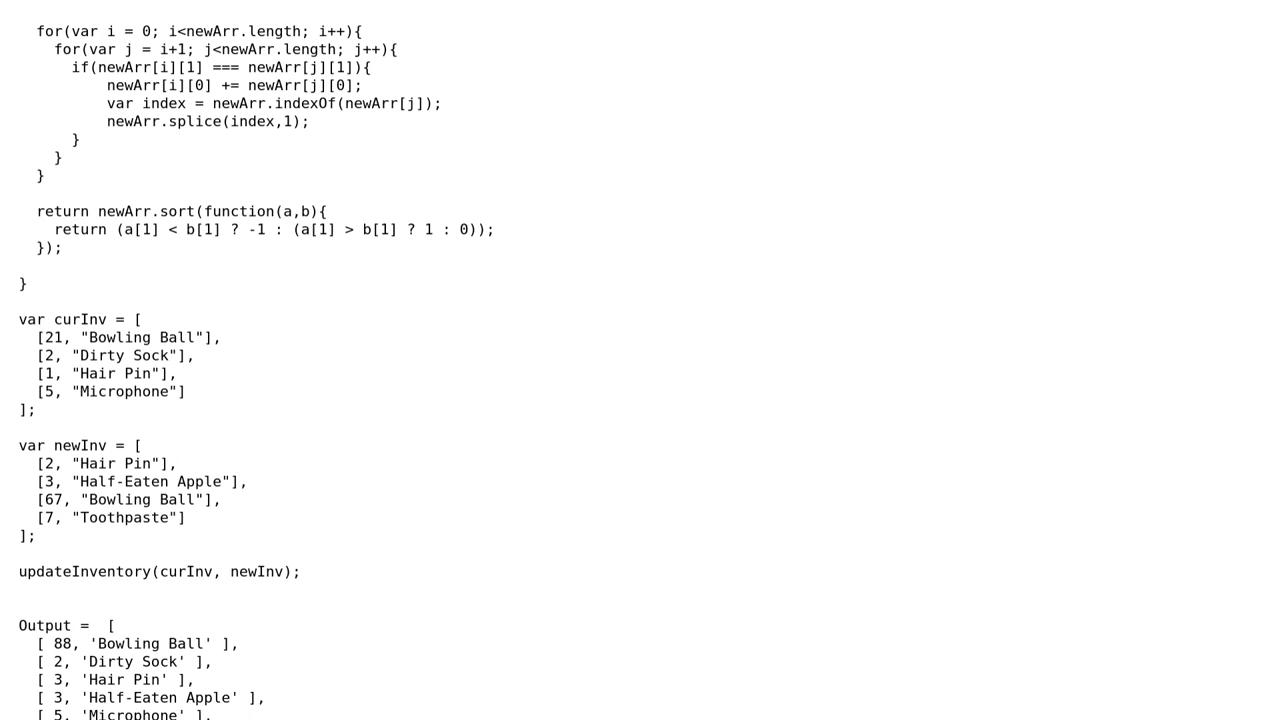 for(var i = 0; i<newArr.length; i++){
for(var j = i+1; j<newArr.length; j++){
if(newArr[i][1] === newArr[j][1]){
newArr[i][0] += newArr[j][0];
var index = newArr.indexOf(newArr[j]);
newArr.splice(index,1);
}
}
}
return newArr.sort(function(a,b){
return (a[1] < b[1] ? -1 : (a[1] > b[1] ? 1 : 0));
});
}
var curInv = [
[21, "Bowling Ball"],
[2, "Dirty Sock"],
[1, "Hair Pin"],
[5, "Microphone"]
];
var newInv = [
[2, "Hair Pin"],
[3, "Half-Eaten Apple"],
[67, "Bowling Ball"],
[7, "Toothpaste"]
];
updateInventory(curInv, newInv);
Output =  [
[ 88, 'Bowling Ball' ],
[ 2, 'Dirty Sock' ],
[ 3, 'Hair Pin' ],
[ 3, 'Half-Eaten Apple' ],
[ 5, 'Microphone' ],